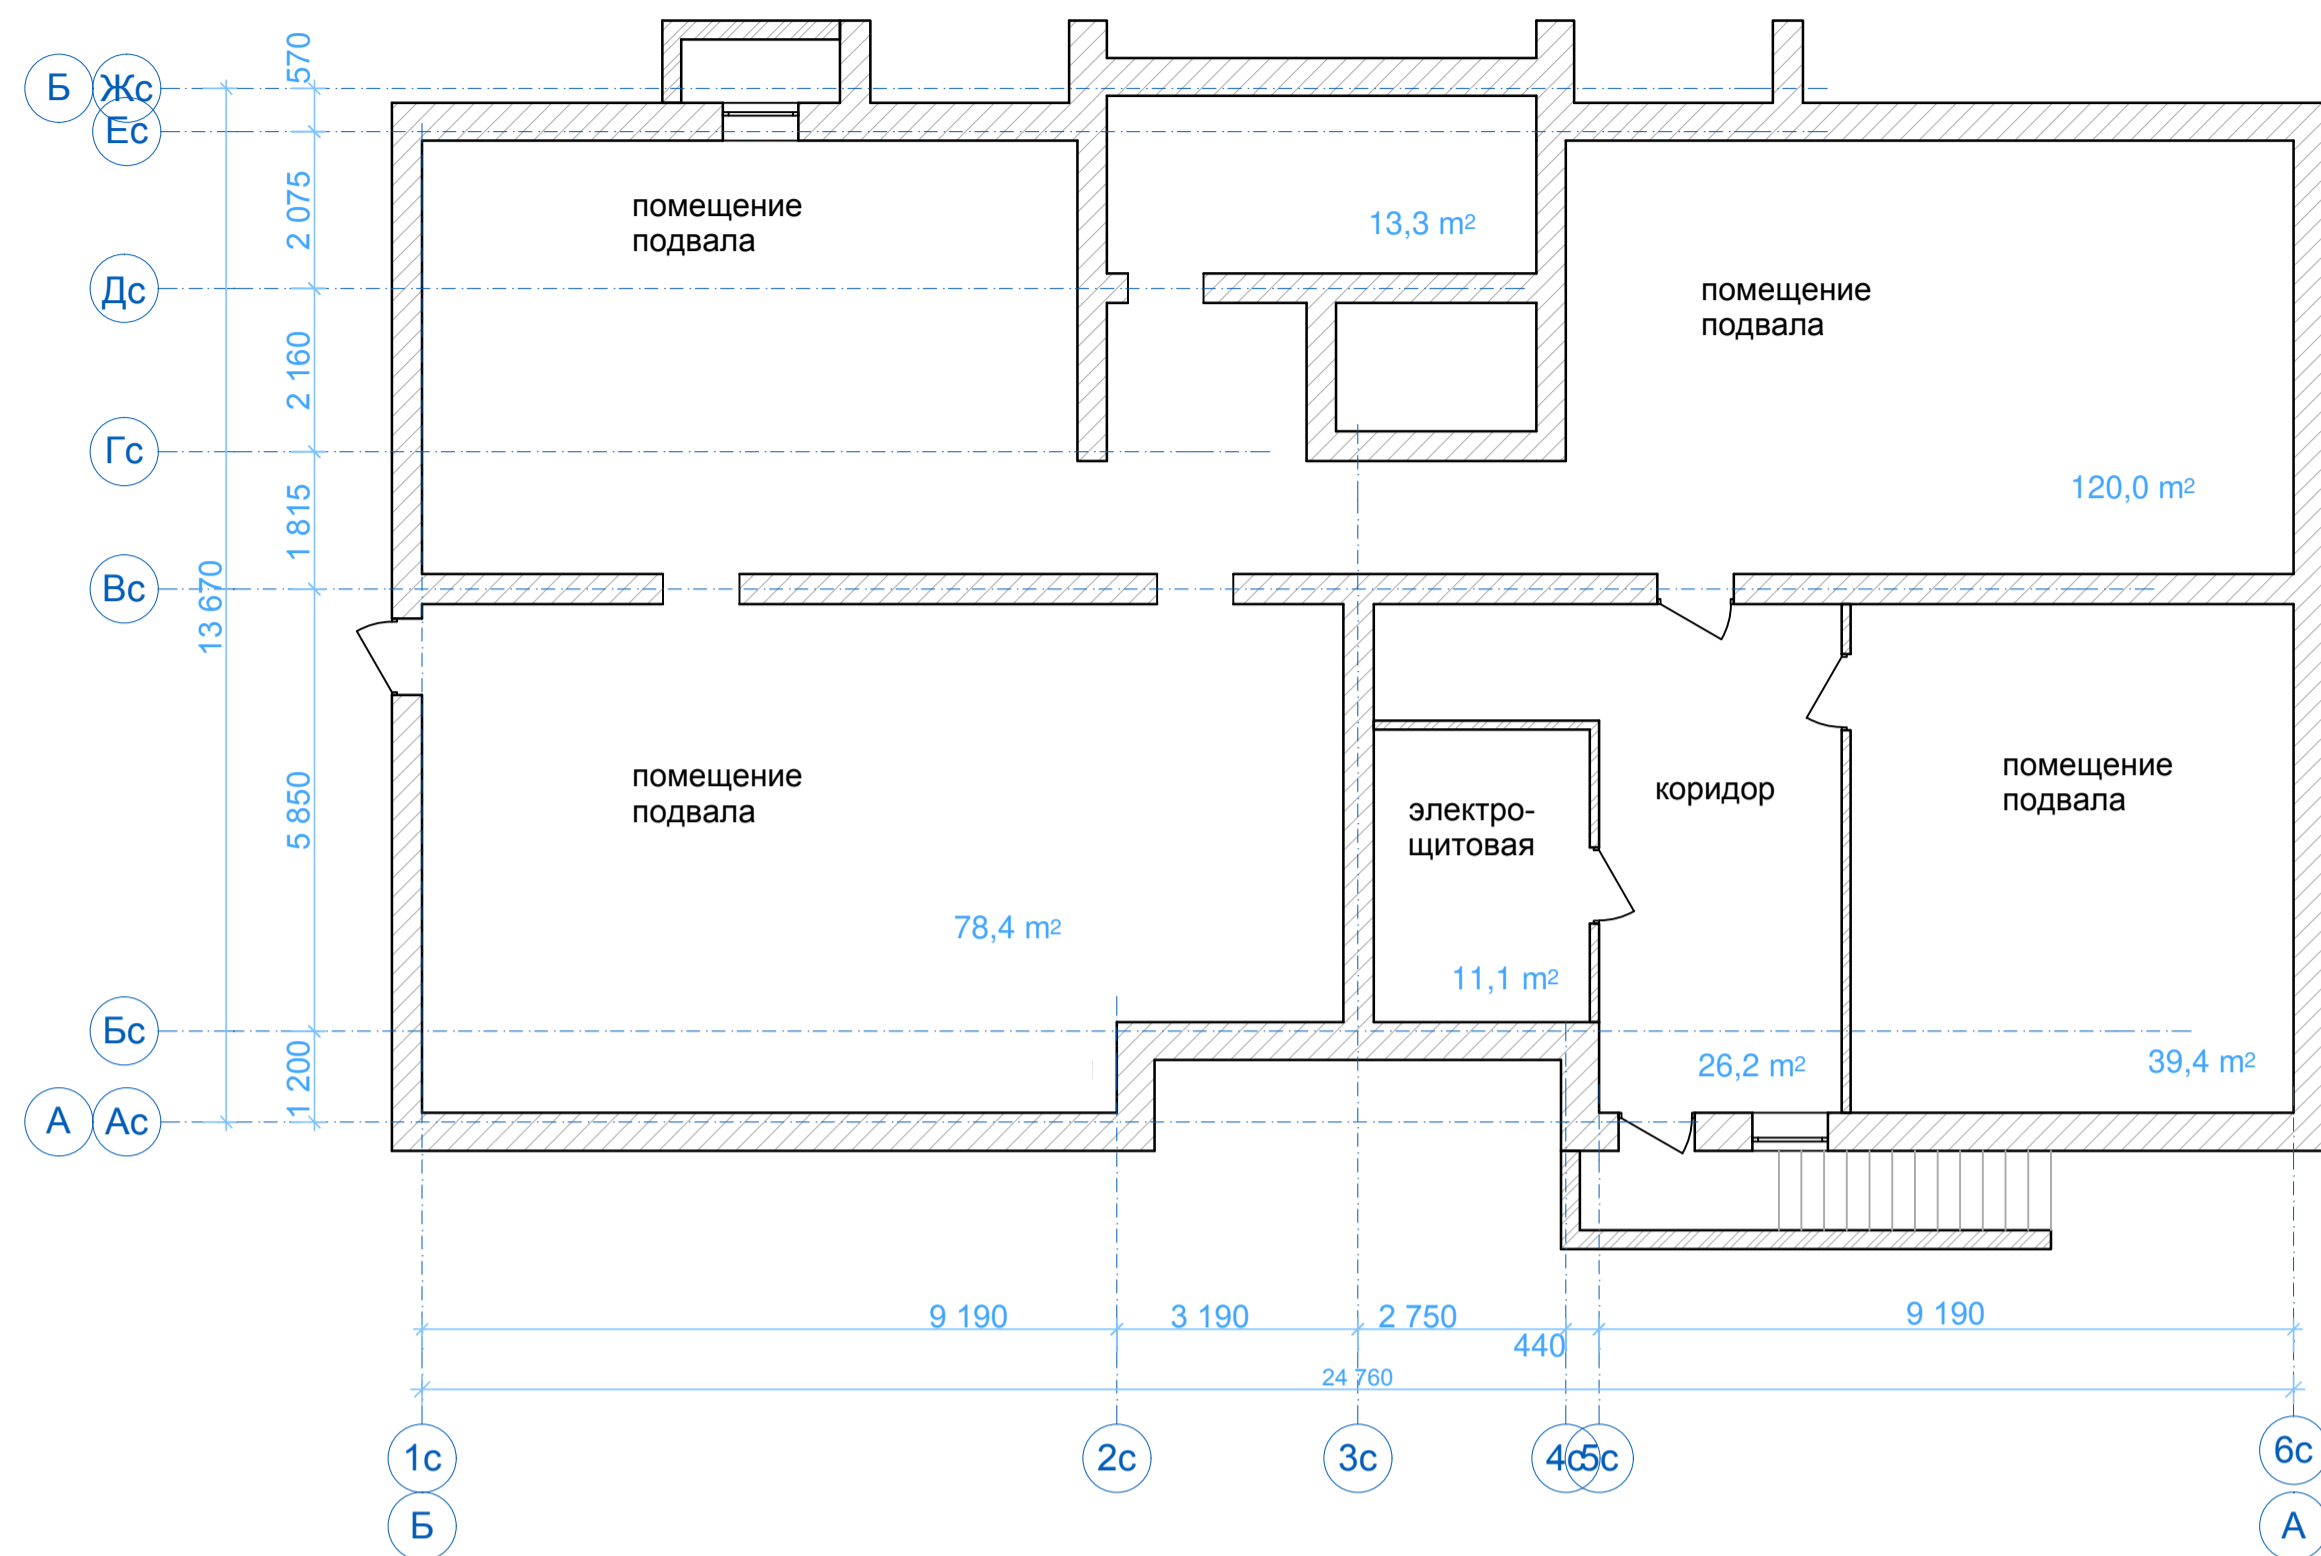 Б
Жс
570
Ес
помещение
подвала
2 075
13,3 m2
Дс
помещение
подвала
2 160
Гс
120,0 m2
1 815
Вс
13 670
помещение
подвала
помещение
подвала
коридор
электро-
щитовая
5 850
78,4 m2
11,1 m2
Бс
26,2 m2
39,4 m2
1 200
А
Ас
9 190
3 190
2 750
440
9 190
24 760
1с
2с
3с
4с
5с
6с
Б
А